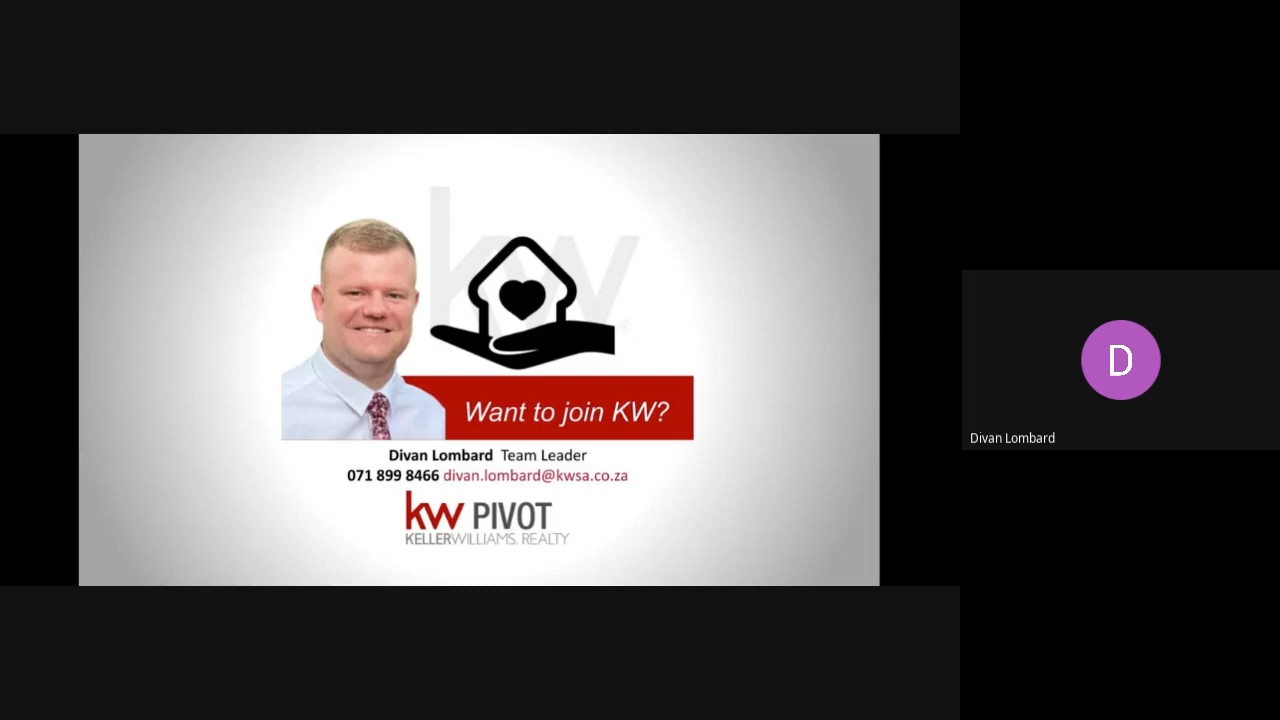 kw
Want to join KW?
Divan Lombard Team Leader
071 899 8466 divan.lombard@kwsa.co.za
kw PIVOT
KELLERWILLIAMS. REALTY
D
Divan Lombard